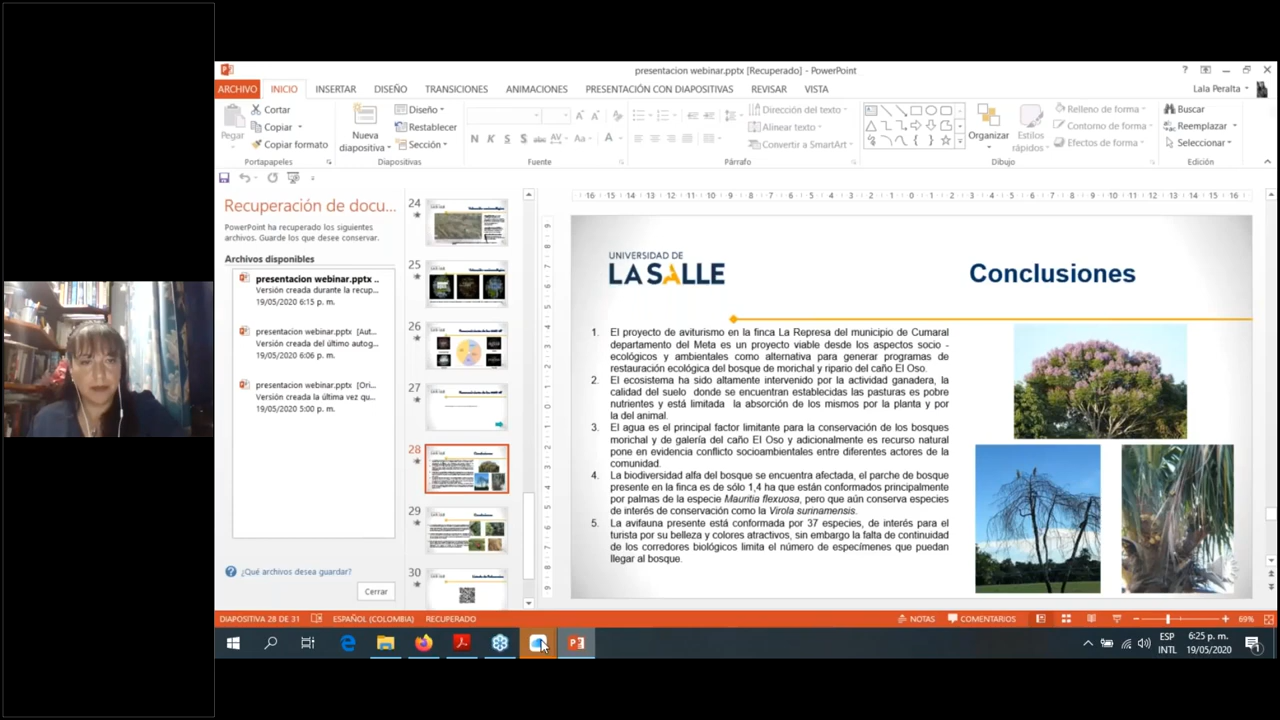 presentacion webinar.pptx [Recuperado] - PowerPoint
ARCHIVO INICIO INSERTAR DISEÑO TRANSICIONES ANIMACIONES PRESENTACIÓN CON DIAPOSITIVAS REVISAR VISTA
Lala Peralta
Pegar
Cortar
Copiar
Copiar formato
Portapapeles
Nueva
diapositiva
Diseño
Restablecer
Sección
Diapositivas
Fuente
Dirección del texto
Alinear texto
Convertir a SmartArt
Párrafo
Organizar
Estilos
rápidos
Relleno de forma
Contorno de forma
Efectos de forma
Dibujo
Buscar
Reemplazar
Seleccionar
Edición
Recuperación de docu...
PowerPoint ha recuperado los siguientes
archivos. Guarde los que desee conservar.
Archivos disponibles
presentacion webinar.pptx ...
Versión creada durante la recup...
19/05/2020 6:15 p. m.
presentacion webinar.pptx [Aut...
Versión creada del último autog...
19/05/2020 6:06 p. m.
presentacion webinar.pptx [Ori...
Versión creada la última vez qu...
19/05/2020 5:00 p. m.
¿Qué archivos desea guardar?
Cerrar
24
25
26
27
28
29
30
UNIVERSIDAD DE
LA SALLE
Conclusiones
1. El proyecto de aviturismo en la finca La Represa del municipio de Cumaral
departamento del Meta es un proyecto viable desde los aspectos socio -
ecológicos y ambientales como alternativa para generar programas de
restauración ecológica del bosque de morichal y ripario del caño El Oso.
2. El ecosistema ha sido altamente intervenido por la actividad ganadera, la
calidad del suelo donde se encuentran establecidas las pasturas es pobre
nutrientes y está limitada la absorción de los mismos por la planta y por
la del animal.
3. El agua es el principal factor limitante para la conservación de los bosques
morichal y de galería del caño El Oso y adicionalmente es recurso natural
pone en evidencia conflicto socioambientales entre diferentes actores de la
comunidad.
4. La biodiversidad alfa del bosque se encuentra afectada, el parche de bosque
presente en la finca es de sólo 1,4 ha que están conformados principalmente
por palmas de la especie Mauritia flexuosa, pero que aún conserva especies
de interés de conservación como la Virola surinamensis.
5. La avifauna presente está conformada por 37 especies, de interés para el
turista por su belleza y colores atractivos, sin embargo la falta de continuidad
de los corredores biológicos limita el número de especímenes que puedan
llegar al bosque.
DIAPOSITIVA 28 DE 31 ESPAÑOL (COLOMBIA) RECUPERADO NOTAS COMENTARIOS 69%
ESP
INTL
6:25 p. m.
19/05/2020